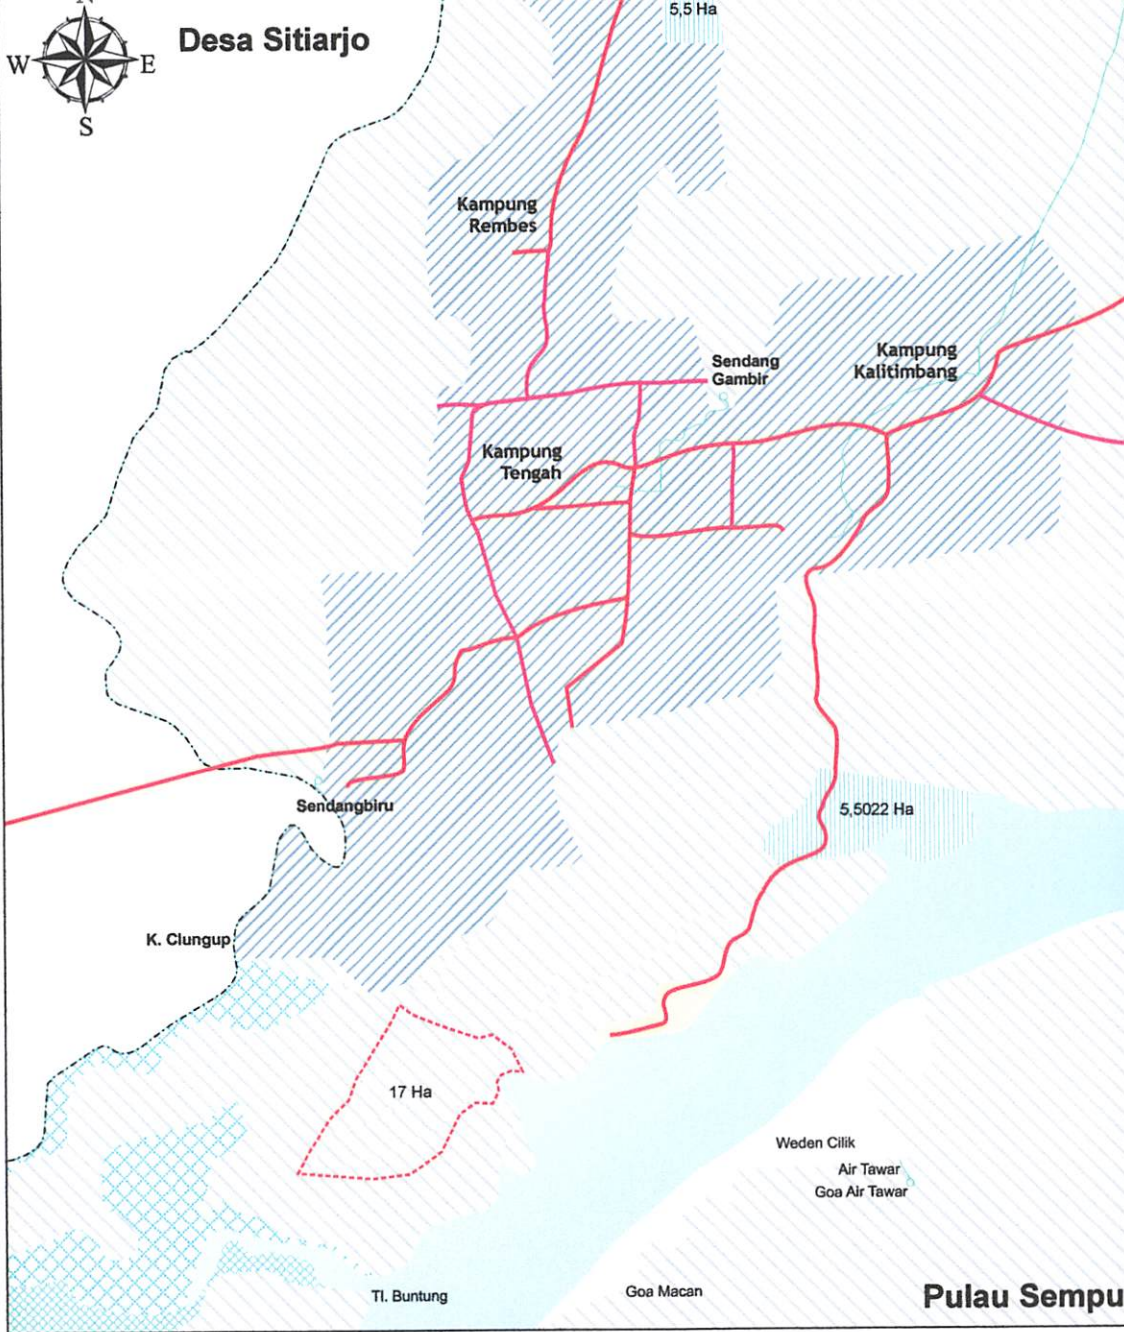 5,5 Ha
N
Desa Sitiarjo
W
E
S
Kampung
Rembes
Sendang
Gambir
Kampung
Kalitimbang
Kampung
Tengah
Sendangbiru
5,5022 Ha
K. Clungup
17 Ha
Weden Cilik
Air Tawar
Goa Air Tawar
Tl. Buntung
Goa Macan
Pulau Sempu